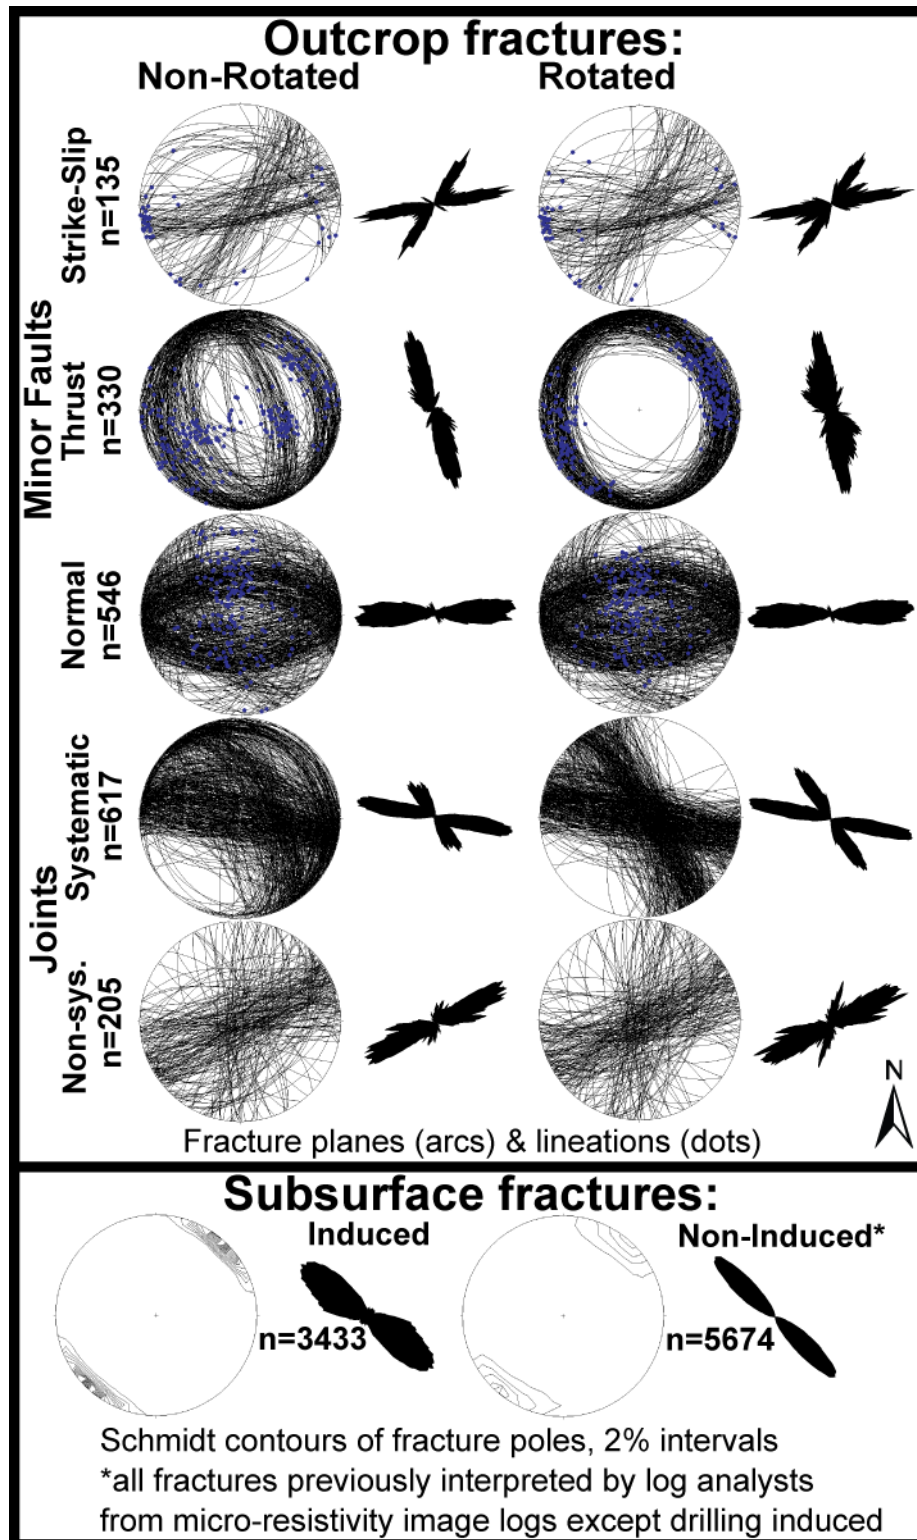 Outcrop fractures:
Non-Rotated
Rotated
Minor Faults
Strike-Slip
n=135
Thrust
n=330
Normal
n=546
Joints
Systematic
n=617
Non-sys.
n=205
N
Fracture planes (arcs) & lineations (dots)
Subsurface fractures:
Induced
n=3433
Non-Induced*
n=5674
Schmidt contours of fracture poles, 2% intervals
*all fractures previously interpreted by log analysts
from micro-resistivity image logs except drilling induced